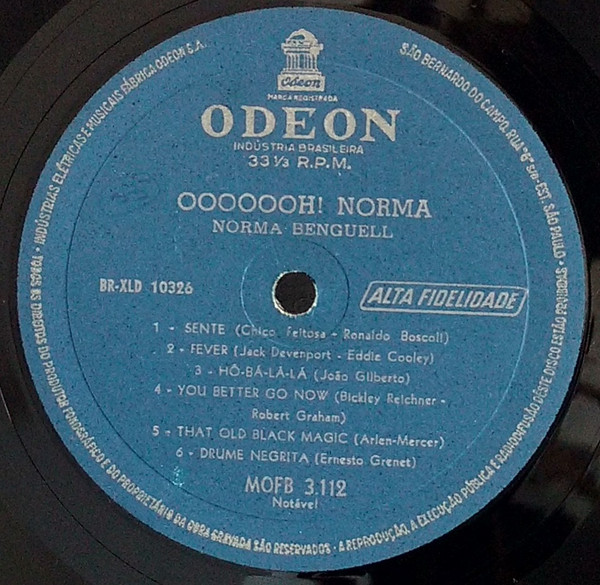 Odeon
MARCA REGISTRADA
ODEON
INDÚSTRIA BRASILEIRA
33 1/3 R.P.M.
OOOOOOH! NORMA
NORMA BENGUELL
BR-XLD 10326
ALTA FIDELIDADE
1 - SENTE (Chico Feitosa - Ronaldo Boscoli)
2 - FEVER (Jack Devenport - Eddie Cooley)
3 - HÔ-BÁ-LÁ-LÁ (João Gilberto)
4 - YOU BETTER GO NOW (Bickley Reichner -
Robert Graham)
5 - THAT OLD BLACK MAGIC (Arlen-Mercer)
6 - DRUME NEGRITA (Ernesto Grenet)
MOFB 3.112
Notável
INDÚSTRIAS ELÉTRICAS E MUSICAIS FÁBRICA ODEON S.A.
SÃO BERNARDO DO CAMPO, RUA "6" S/N-EST. SÃO PAULO
TODOS OS DIREITOS DO PRODUTOR FONOGRÁFICO E DO PROPRIETÁRIO DA OBRA GRAVADA SÃO RESERVADOS - A REPRODUÇÃO, A EXECUÇÃO PÚBLICA E RADIODIFUSÃO DESTE DISCO ESTÃO PROIBIDAS